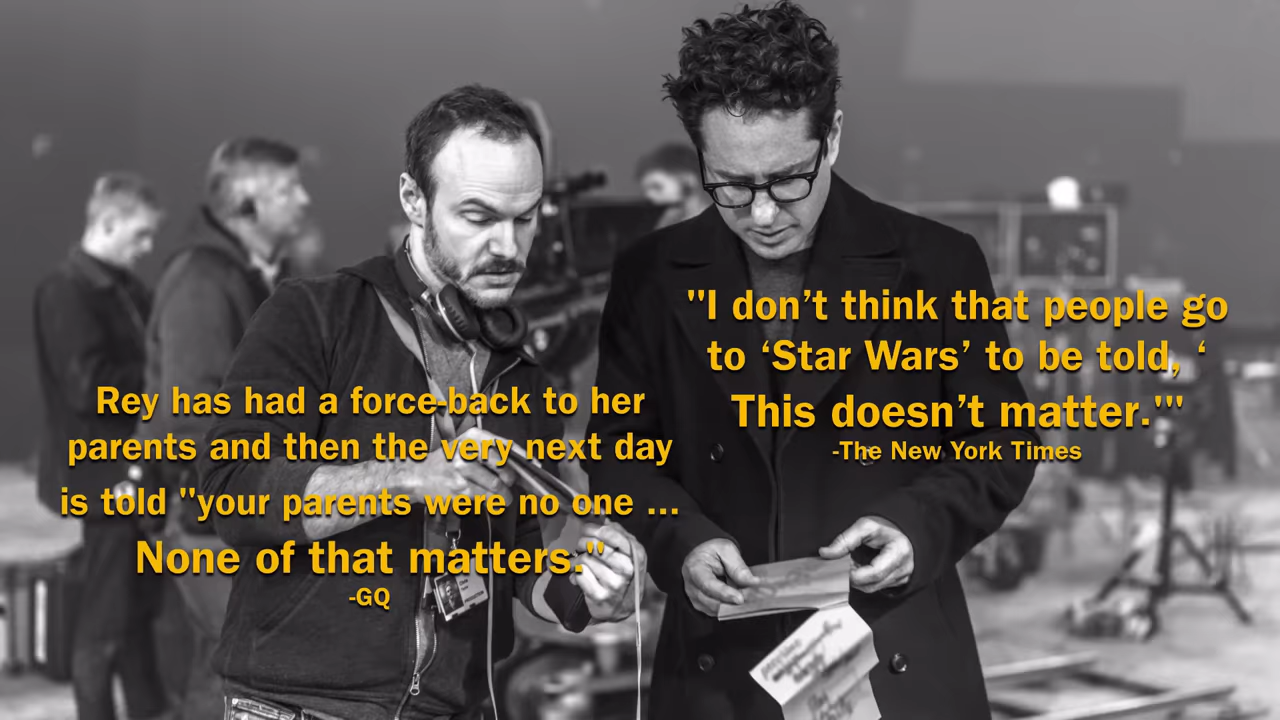 Rey has had a force-back to her
parents and then the very next day
is told "your parents were no one ...
None of that matters."
-GQ
"I don’t think that people go
to ‘Star Wars’ to be told, ‘
This doesn’t matter.'"
-The New York Times